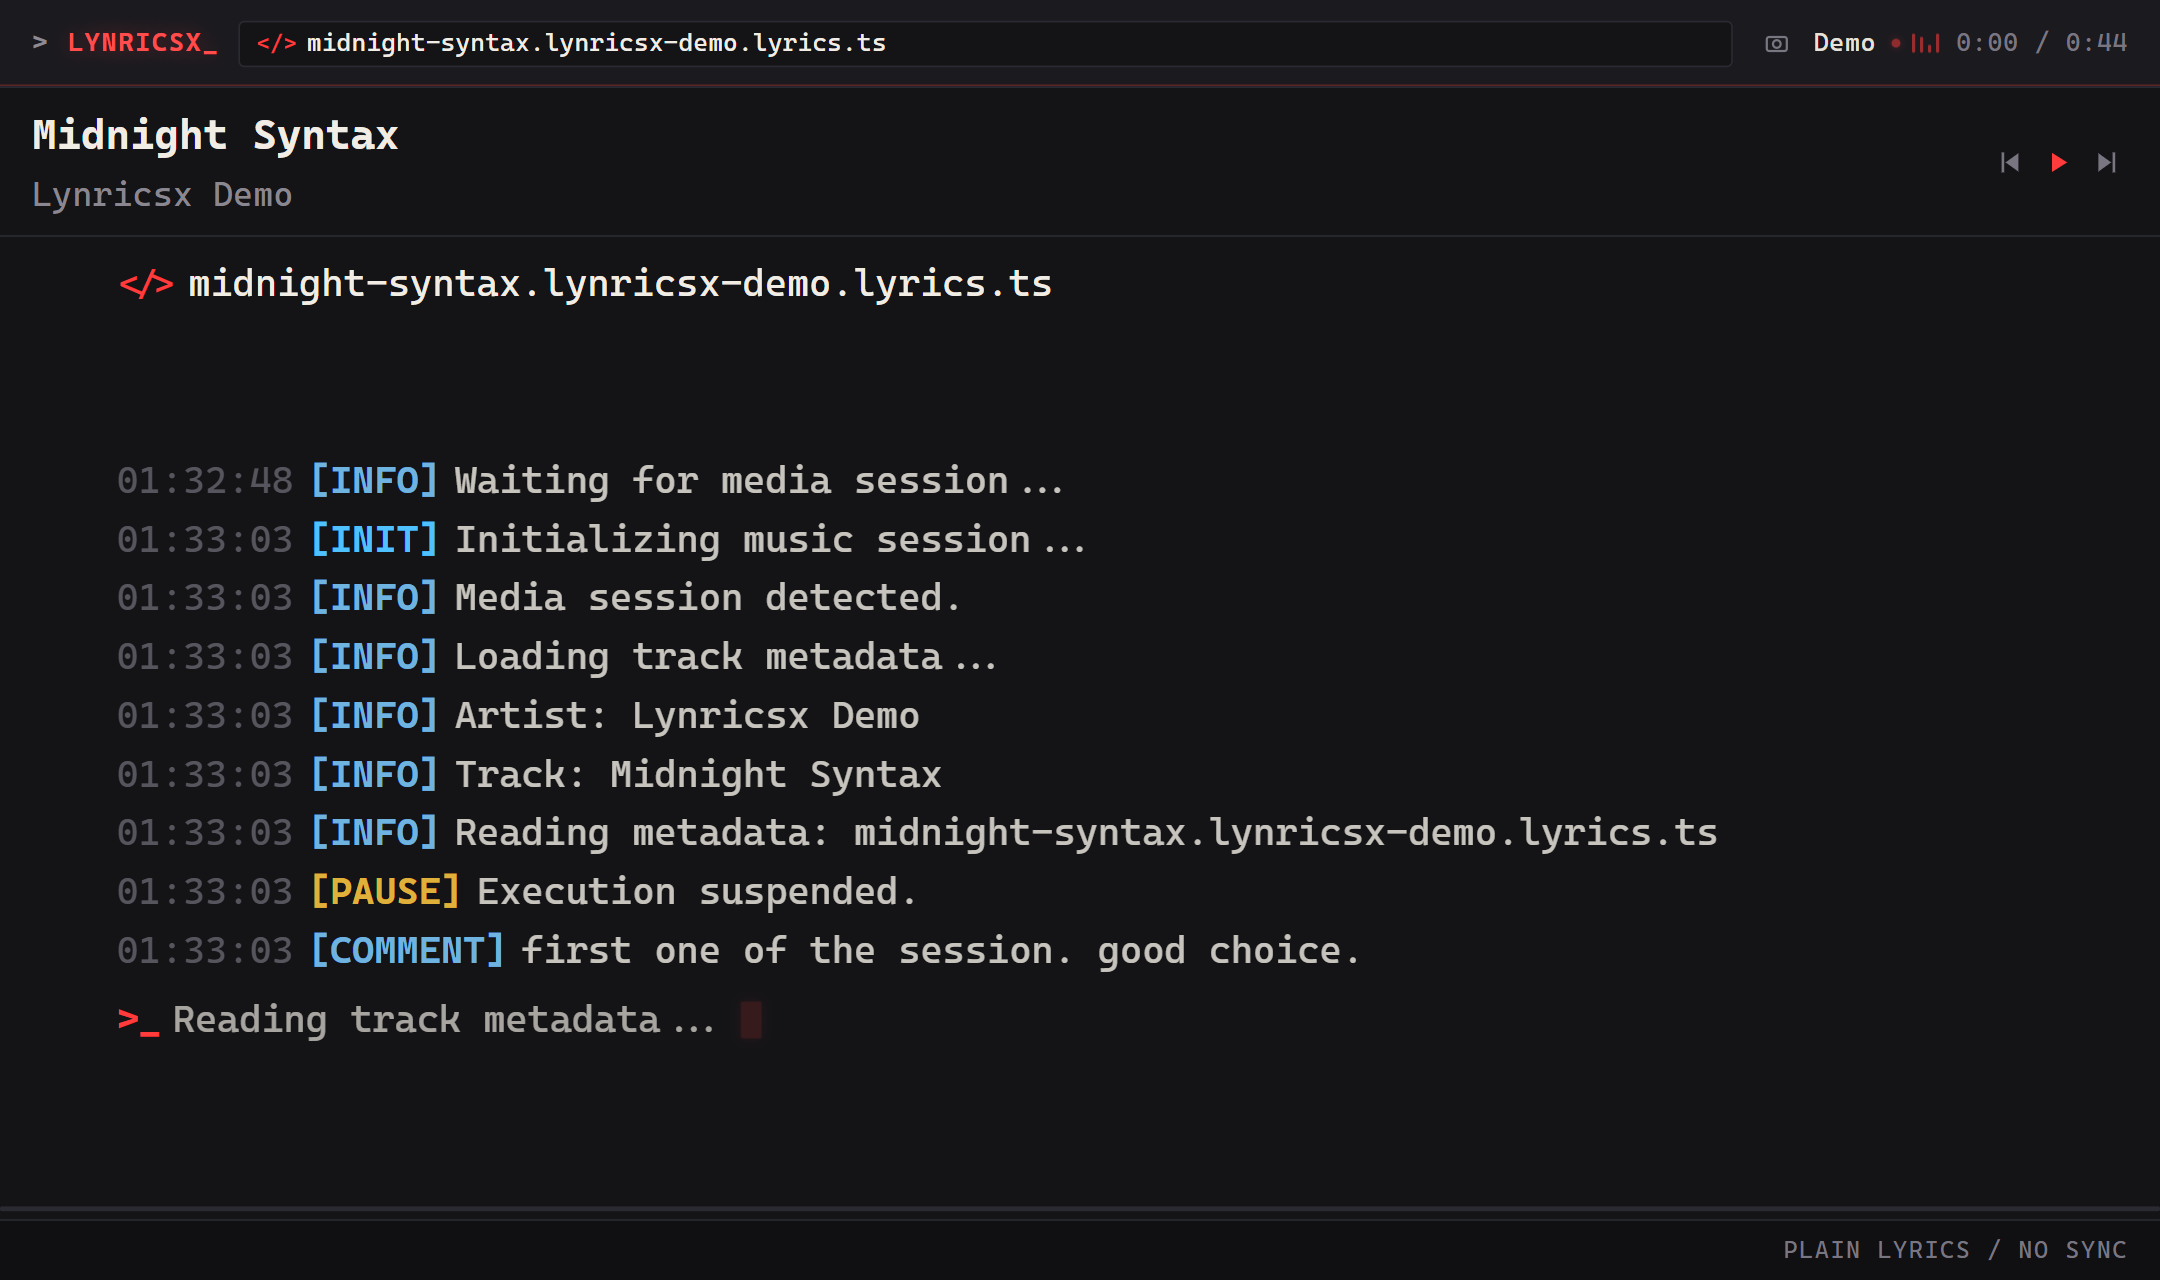 > LYNRICSX_ </> midnight-syntax.lynricsx-demo.lyrics.ts Demo 0:00 / 0:44
Midnight Syntax
Lynricsx Demo
</> midnight-syntax.lynricsx-demo.lyrics.ts
01:32:48 [INFO] Waiting for media session...
01:33:03 [INIT] Initializing music session...
01:33:03 [INFO] Media session detected.
01:33:03 [INFO] Loading track metadata...
01:33:03 [INFO] Artist: Lynricsx Demo
01:33:03 [INFO] Track: Midnight Syntax
01:33:03 [INFO] Reading metadata: midnight-syntax.lynricsx-demo.lyrics.ts
01:33:03 [PAUSE] Execution suspended.
01:33:03 [COMMENT] first one of the session. good choice.
>_ Reading track metadata...
PLAIN LYRICS / NO SYNC